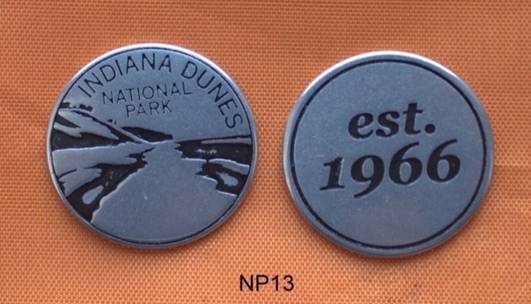 INDIANA DUNES
NATIONAL
PARK
est.
1966
NP13